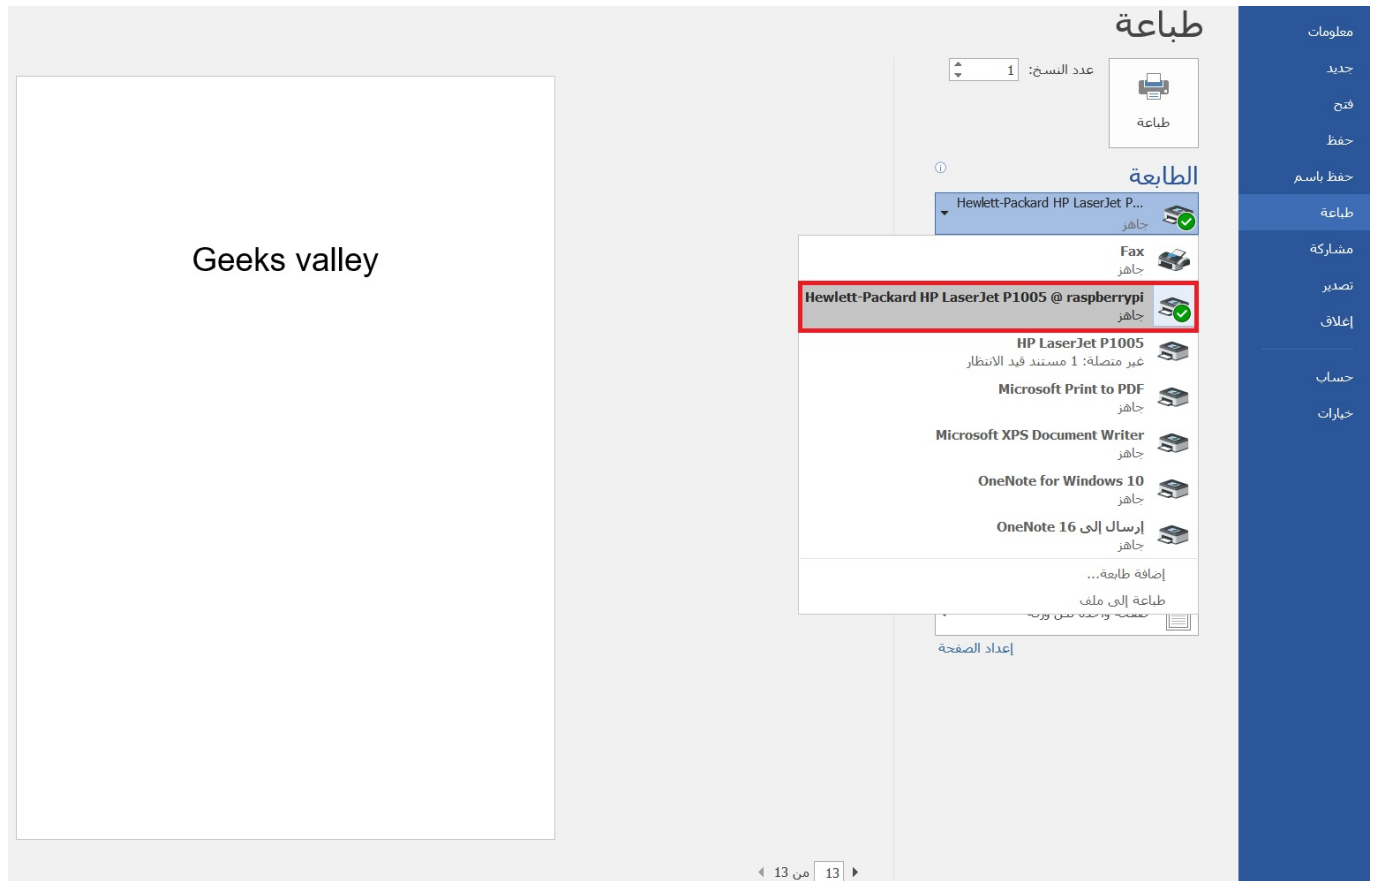 معلومات
جديد
فتح
حفظ
حفظ باسم
طباعة
مشاركة
تصدير
إغلاق
حساب
خيارات
طباعة
عدد النسخ: 1
طباعة
الطابعة
Hewlett-Packard HP LaserJet P...
جاهز
Fax
جاهز
Hewlett-Packard HP LaserJet P1005 @ raspberrypi
جاهز
HP LaserJet P1005
غير متصلة: 1 مستند قيد الانتظار
Microsoft Print to PDF
جاهز
Microsoft XPS Document Writer
جاهز
OneNote for Windows 10
جاهز
إرسال إلى OneNote 16
جاهز
إضافة طابعة...
طباعة إلى ملف
إعداد الصفحة
Geeks valley
13 من 13